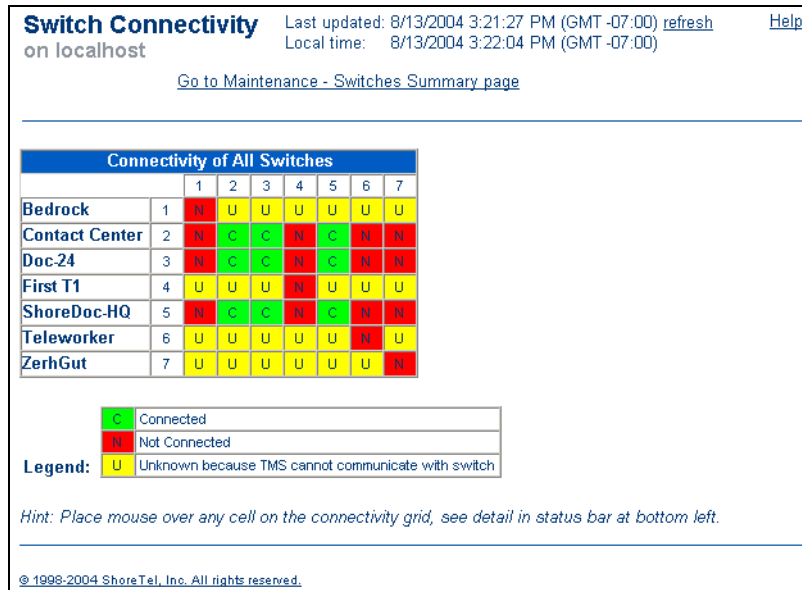 Switch Connectivity
on localhost
Last updated: 8/13/2004 3:21:27 PM (GMT -07:00) refresh
Local time: 8/13/2004 3:22:04 PM (GMT -07:00)
Help
Go to Maintenance - Switches Summary page
Connectivity of All Switches
1 2 3 4 5 6 7
Bedrock 1 N U U U U U U
Contact Center 2 N C C N C N N
Doc-24 3 N C C N C N N
First T1 4 U U U N U U U
ShoreDoc-HQ 5 N C C N C N N
Teleworker 6 U U U U U N U
ZerhGut 7 U U U U U U N
Legend:
C Connected
N Not Connected
U Unknown because TMS cannot communicate with switch
Hint: Place mouse over any cell on the connectivity grid, see detail in status bar at bottom left.
© 1998-2004 ShoreTel, Inc. All rights reserved.